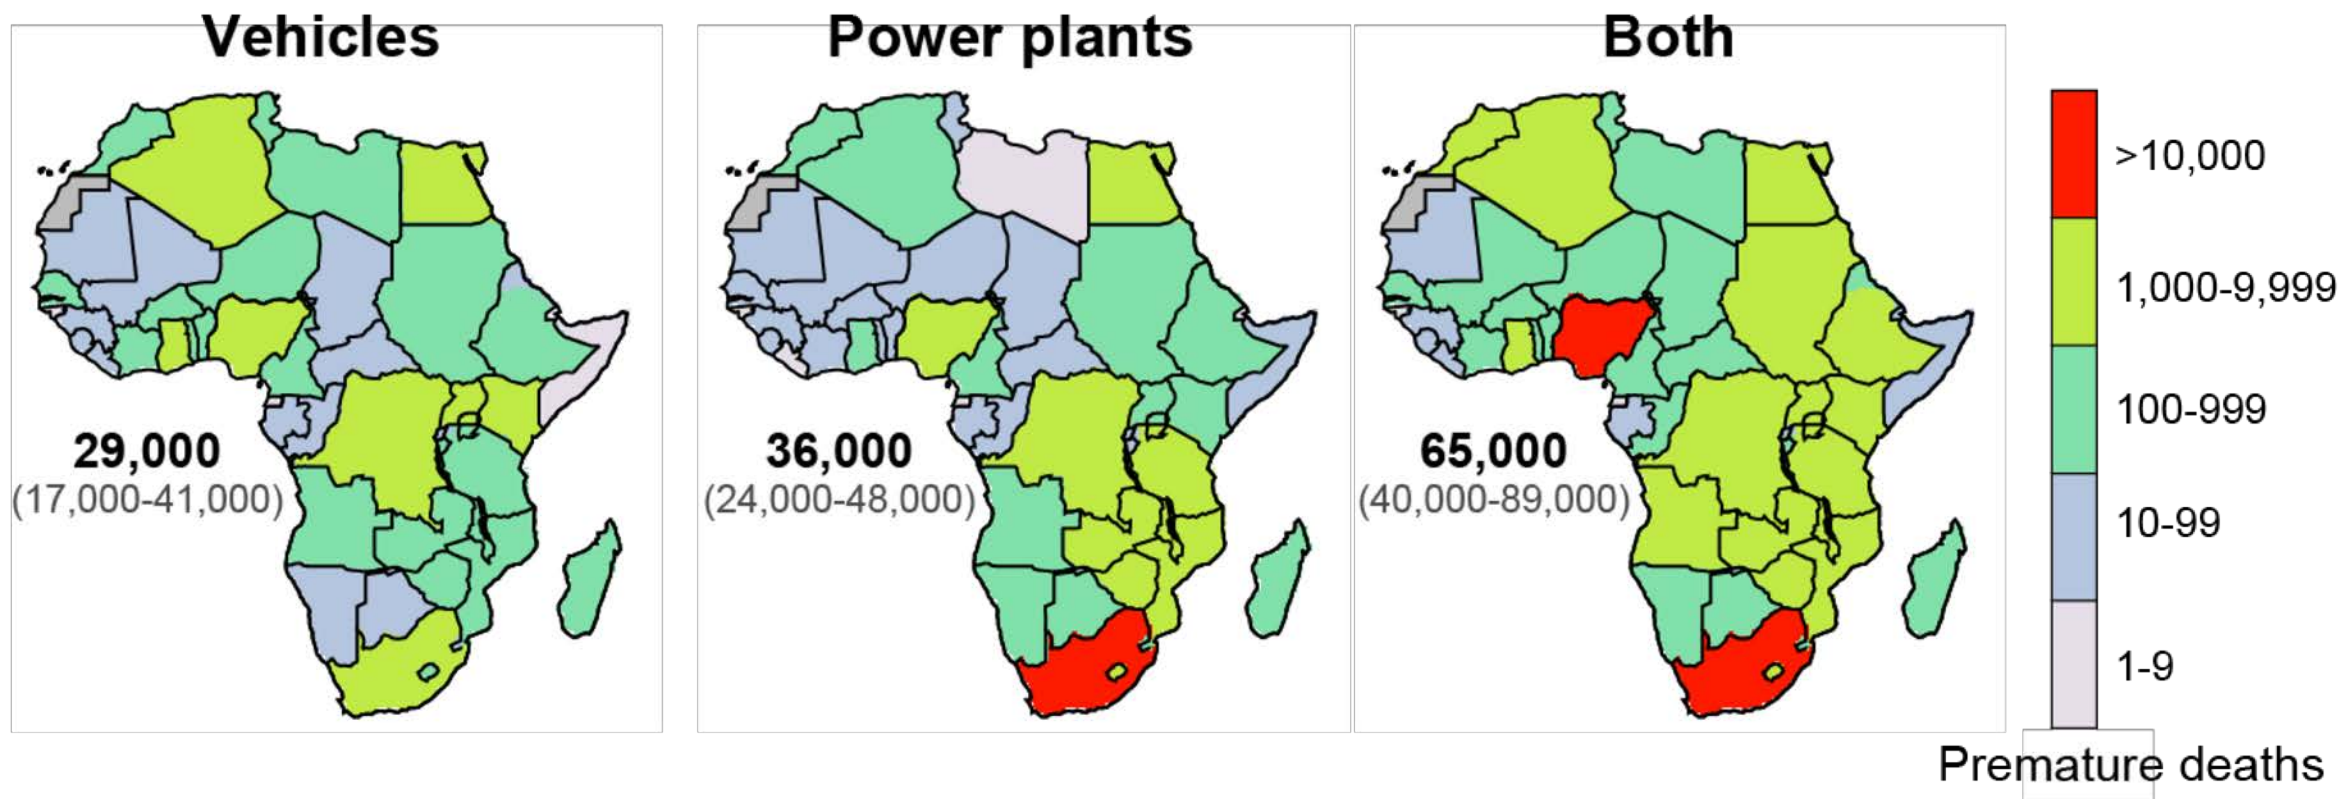 Vehicles
29,000
(17,000-41,000)
Power plants
36,000
(24,000-48,000)
Both
65,000
(40,000-89,000)
>10,000
1,000-9,999
100-999
10-99
1-9
Premature deaths